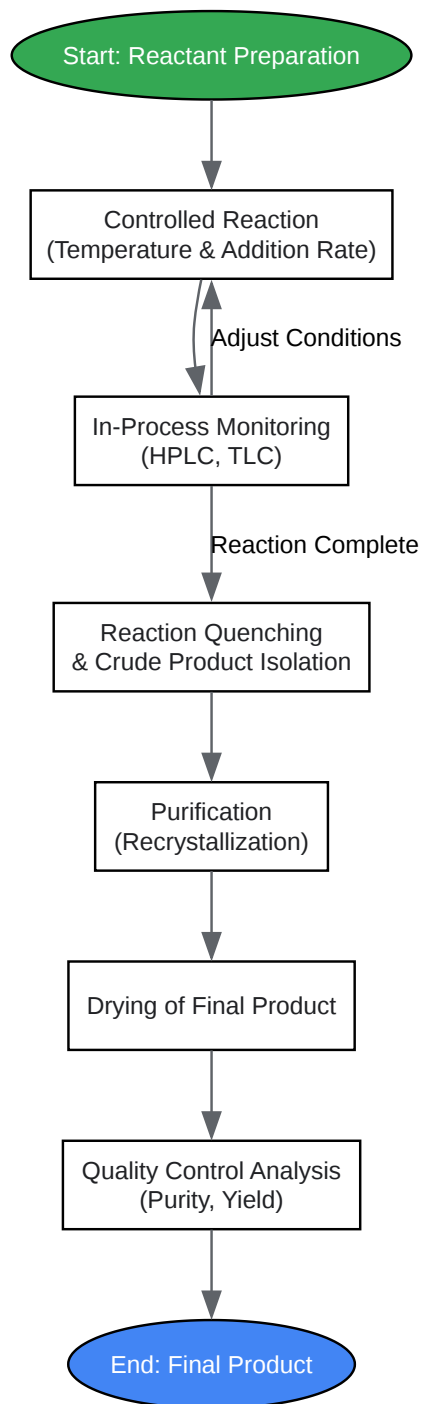 Start: Reactant Preparation
Controlled Reaction
(Temperature & Addition Rate)
Adjust Conditions
In-Process Monitoring
(HPLC, TLC)
Reaction Complete
Reaction Quenching
& Crude Product Isolation
Purification
(Recrystallization)
Drying of Final Product
Quality Control Analysis
(Purity, Yield)
End: Final Product